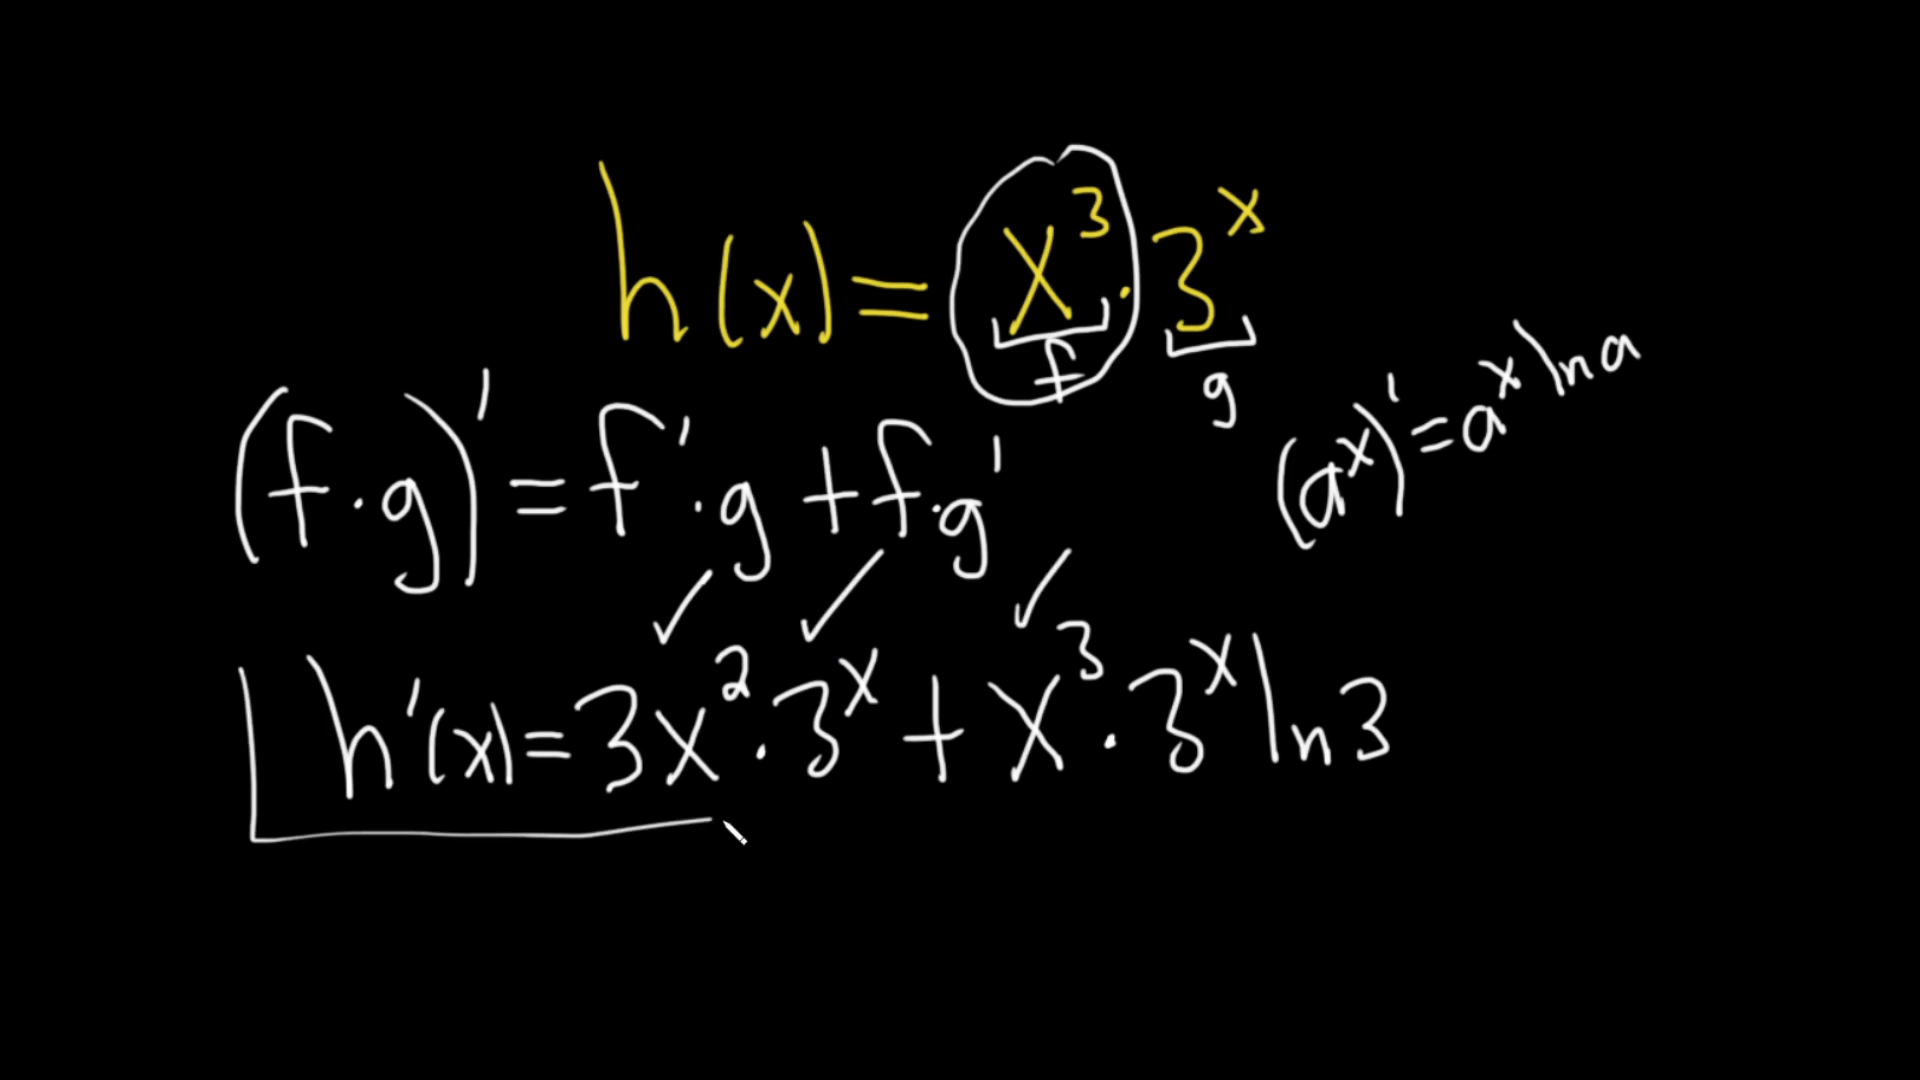 h(x) = x³ · 3ˣ
f g
(aˣ)' = aˣ ln a
(f · g)' = f' · g + f · g'
h'(x) = 3x² · 3ˣ + x³ · 3ˣ ln 3